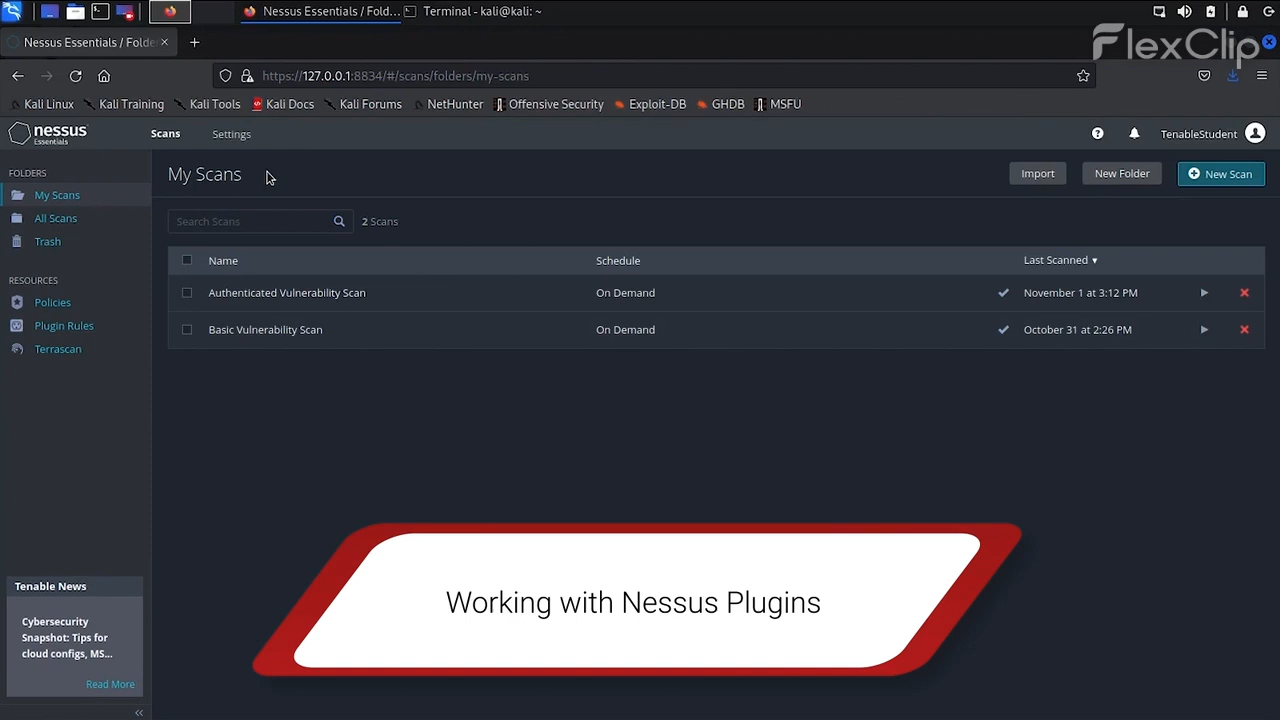 Nessus Essentials / Fold...
Terminal - kali@kali: ~
Nessus Essentials / Folde
FlexClip
https://127.0.0.1:8834/#/scans/folders/my-scans
Kali Linux
Kali Training
Kali Tools
Kali Docs
Kali Forums
NetHunter
Offensive Security
Exploit-DB
GHDB
MSFU
nessus
Essentials
Scans
Settings
TenableStudent
FOLDERS
My Scans
All Scans
Trash
RESOURCES
Policies
Plugin Rules
Terrascan
My Scans
Import
New Folder
New Scan
Search Scans
2 Scans
Name
Schedule
Last Scanned
Authenticated Vulnerability Scan
On Demand
November 1 at 3:12 PM
Basic Vulnerability Scan
On Demand
October 31 at 2:26 PM
Tenable News
Cybersecurity
Snapshot: Tips for
cloud configs, MS...
Read More
Working with Nessus Plugins